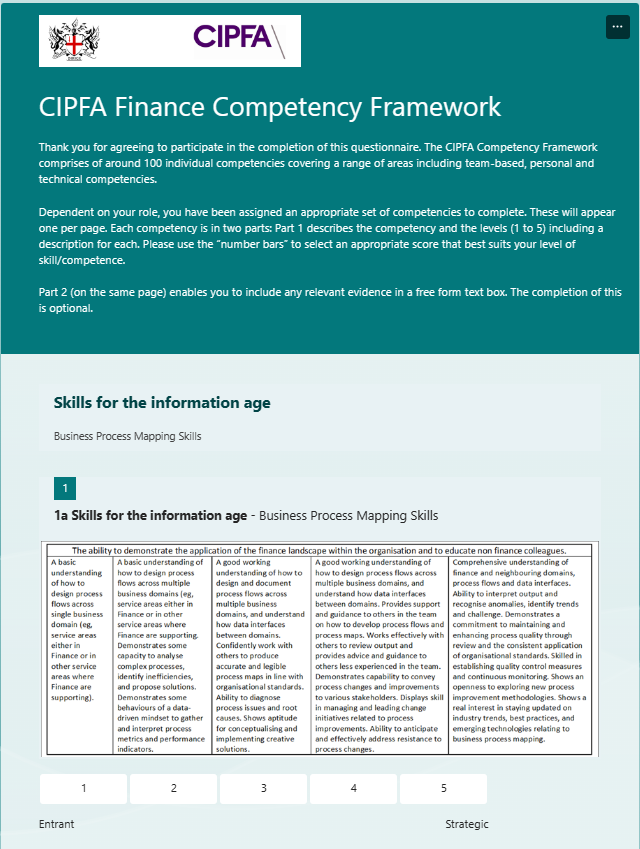 CIPFA
CIPFA Finance Competency Framework
Thank you for agreeing to participate in the completion of this questionnaire. The CIPFA Competency Framework
comprises of around 100 individual competencies covering a range of areas including team-based, personal and
technical competencies.
Dependent on your role, you have been assigned an appropriate set of competencies to complete. These will appear
one per page. Each competency is in two parts: Part 1 describes the competency and the levels (1 to 5) including a
description for each. Please use the “number bars” to select an appropriate score that best suits your level of
skill/competence.
Part 2 (on the same page) enables you to include any relevant evidence in a free form text box. The completion of this
is optional.
Skills for the information age
Business Process Mapping Skills
1
1a Skills for the information age - Business Process Mapping Skills
The ability to demonstrate the application of the finance landscape within the organisation and to educate non finance colleagues.
A basic
understanding
of how to
design process
flows across
single business
domain (eg,
service areas
either in
Finance or in
other service
areas where
Finance are
supporting).
A basic understanding of
how to design process
flows across multiple
business domains (eg,
service areas either in
Finance or in other
service areas where
Finance are supporting.
Demonstrates some
capacity to analyse
complex processes,
identify inefficiencies,
and propose solutions.
Demonstrates some
behaviours of a data-
driven mindset to gather
and interpret process
metrics and performance
indicators.
A good working
understanding of how to
design and document
process flows across
multiple business
domains, and understand
how data interfaces
between domains.
Confidently work with
others to produce
accurate and legible
process maps in line with
organisational standards.
Ability to diagnose
process issues and root
causes. Shows aptitude
for conceptualising and
implementing creative
solutions.
A good working understanding of
how to design process flows across
multiple business domains, and
understand how data interfaces
between domains. Provides support
and guidance to others in the team
on how to develop process flows and
process maps. Works effectively with
others to review output and
provides advice and guidance to
others less experienced in the team.
Demonstrates capability to convey
process changes and improvements
to various stakeholders. Displays skill
in managing and leading change
initiatives related to process
improvements. Ability to anticipate
and effectively address resistance to
process changes.
Comprehensive understanding of
finance and neighbouring domains,
process flows and data interfaces.
Ability to interpret output and
recognise anomalies, identify trends
and challenge. Demonstrates a
commitment to maintaining and
enhancing process quality through
review and the consistent application
of organisational standards. Skilled in
establishing quality control measures
and continuous monitoring. Shows an
openness to exploring new process
improvement methodologies. Shows a
real interest in staying updated on
industry trends, best practices, and
emerging technologies relating to
business process mapping.
1 2 3 4 5
Entrant Strategic